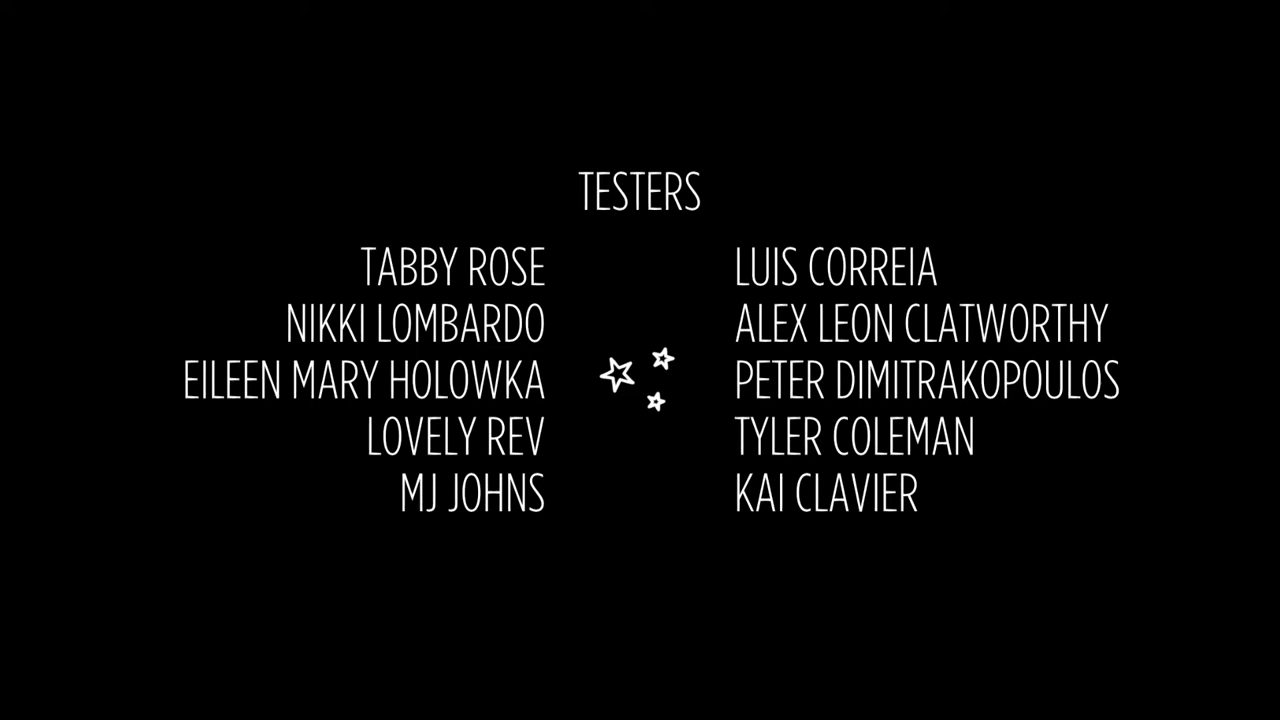 TESTERS
TABBY ROSE
NIKKI LOMBARDO
EILEEN MARY HOLOWKA
LOVELY REV
MJ JOHNS
LUIS CORREIA
ALEX LEON CLATWORTHY
PETER DIMITRAKOPOULOS
TYLER COLEMAN
KAI CLAVIER